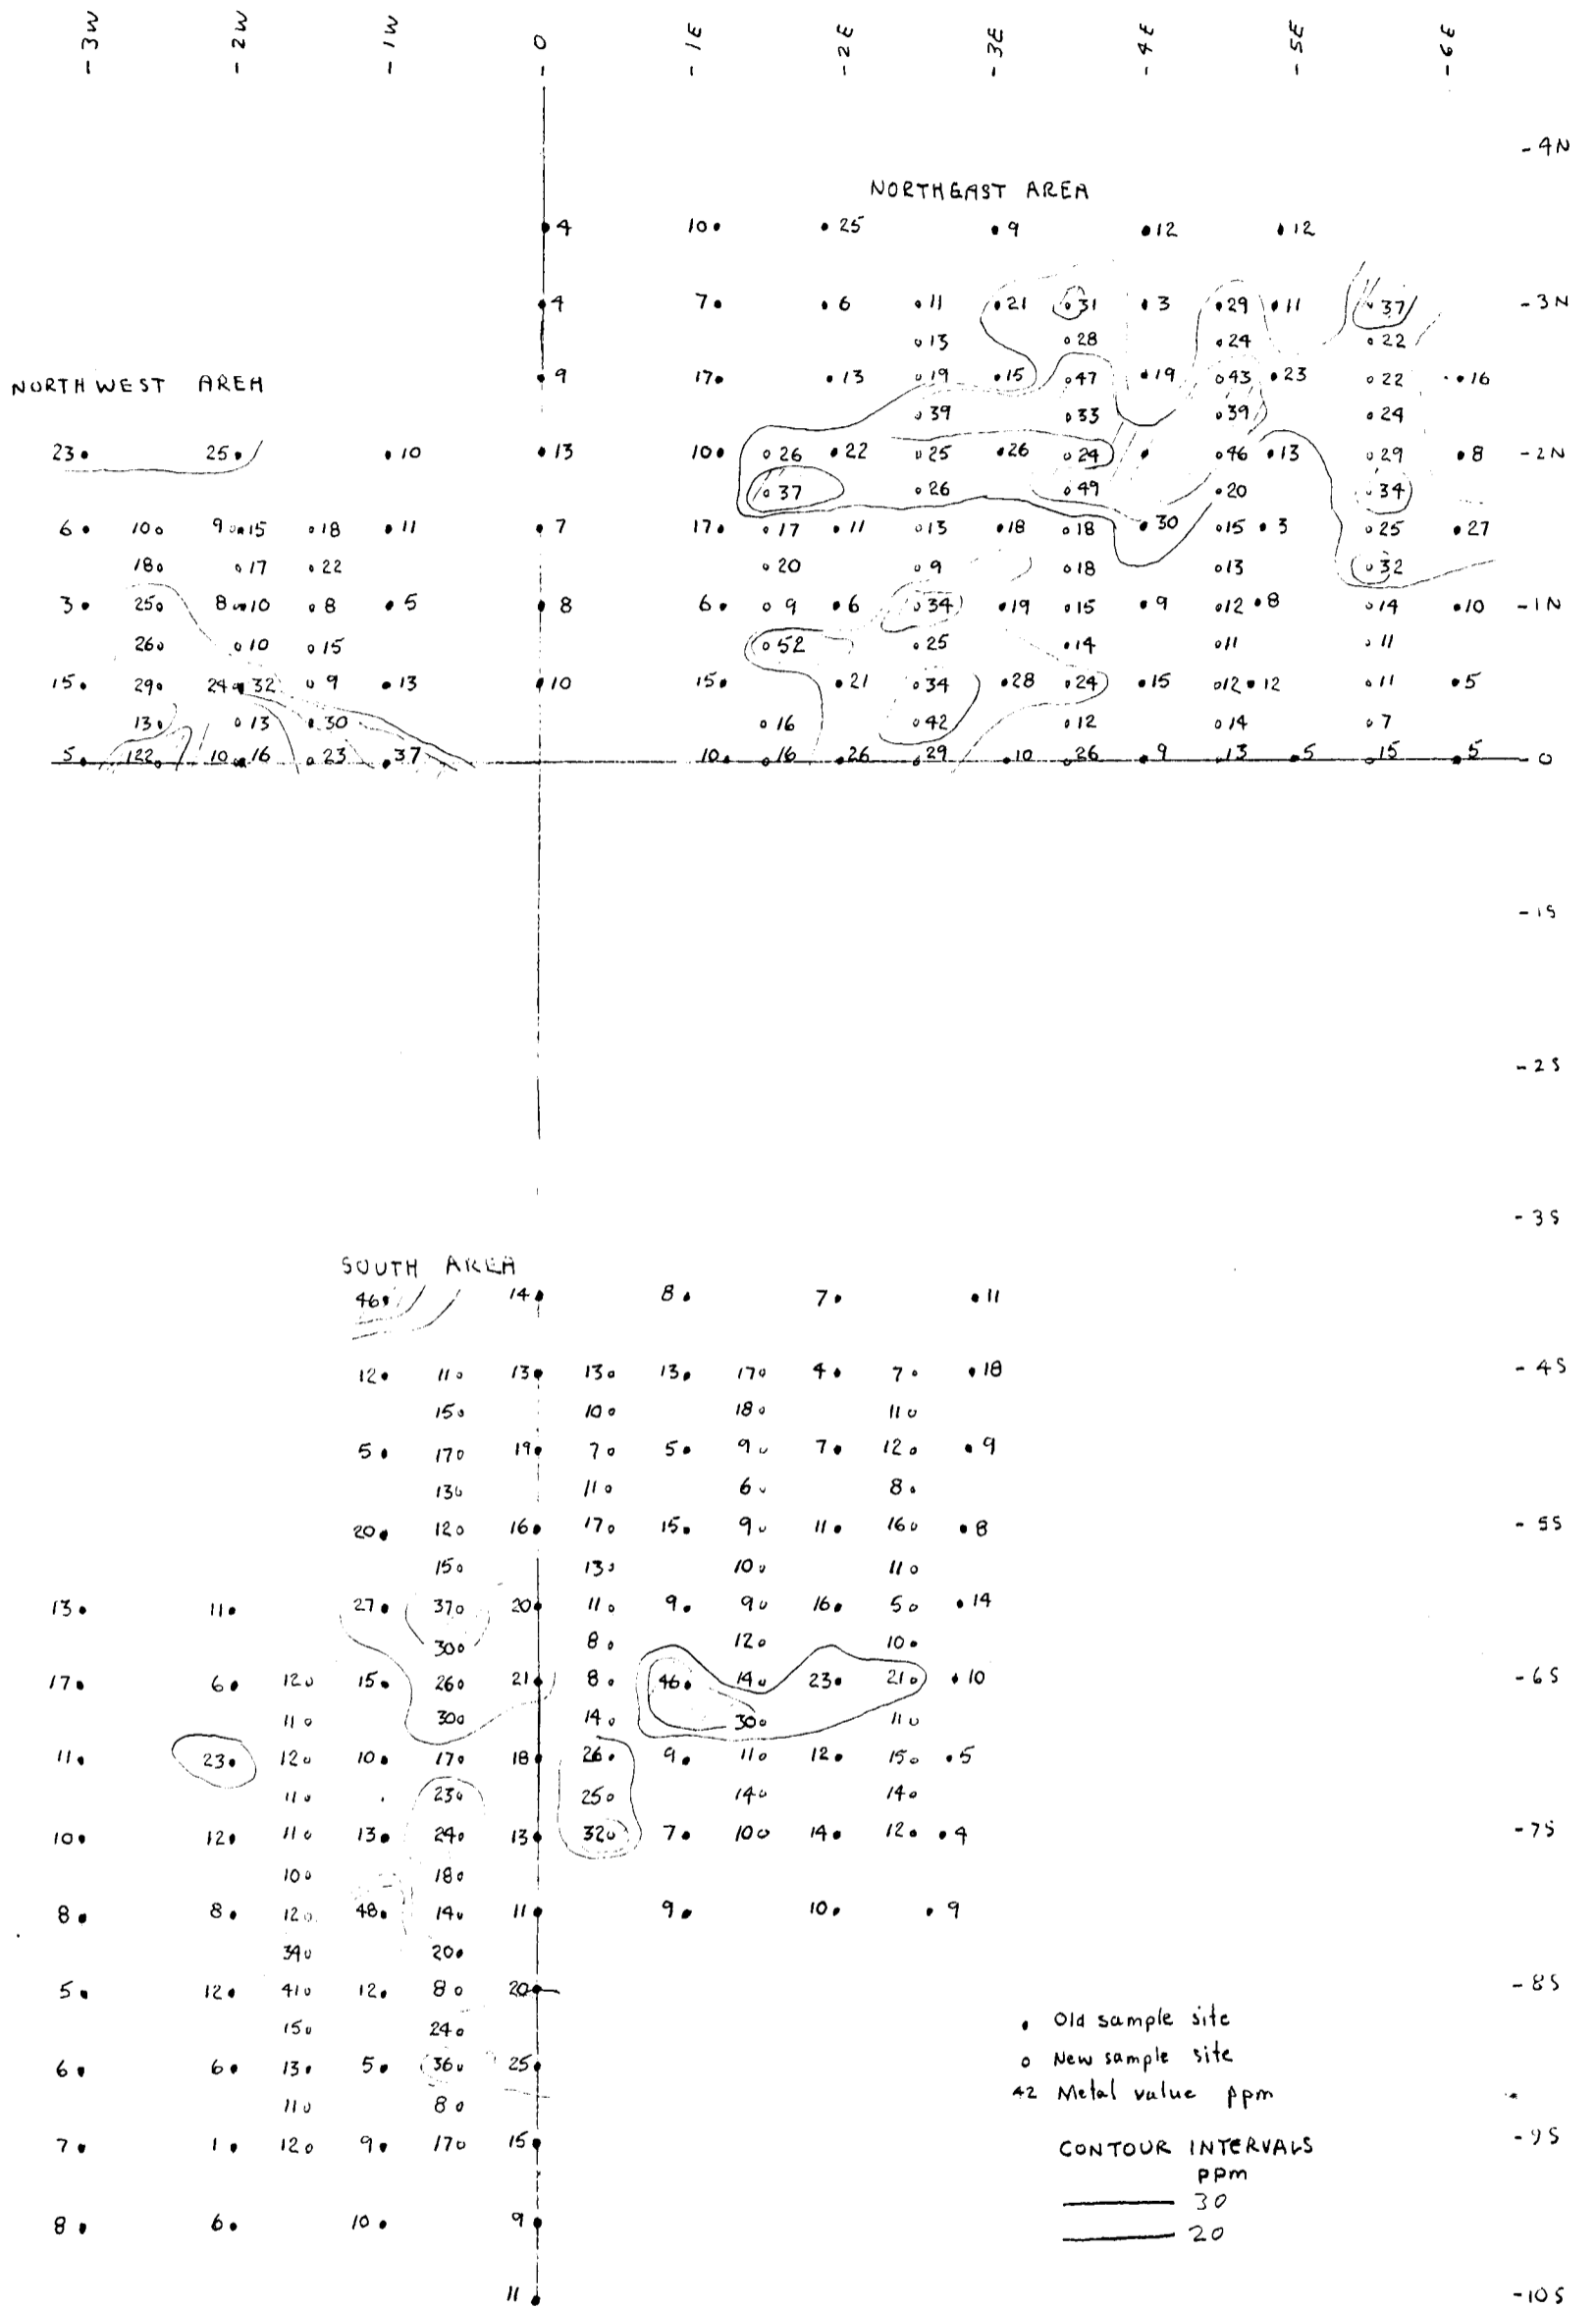 - 3W - 2W - 1W - 0 - 1E - 2E - 3E - 4E - 5E - 6E
- 4N
NORTHEAST AREA
4 10 25 9 12 12
4 7 6 11 21 31 3 29 11 37 - 3N
13 28 24 22
NORTHWEST AREA 9 17 13 19 15 47 19 43 23 22 16
39 33 39 24
23 25 10 13 10 26 22 25 26 24 46 13 29 8 - 2N
37 26 49 20 34
6 10 9 15 18 11 7 17 17 11 13 18 18 30 15 3 25 27
18 17 22 20 9 18 13 32
3 25 8 10 8 5 8 6 9 6 34 19 15 9 12 8 14 10 - 1N
26 10 15 52 25 14 11 11
15 29 24 32 9 13 10 15 21 34 28 24 15 12 12 11 5
13 13 30 16 42 12 14 7
5 122 10 16 23 37 10 16 26 29 10 26 9 13 5 15 5 - 0
- 1S
- 2S
- 3S
SOUTH AREA
46 14 8 7 11
12 11 13 13 13 17 4 7 18 - 4S
15 10 18 11
5 17 19 7 5 9 7 12 9
13 11 6 8
20 12 16 17 15 9 11 16 8 - 5S
15 13 10 11
13 11 27 37 20 11 9 9 16 5 14
30 8 12 10
17 6 12 15 26 21 8 46 14 23 21 10 - 6S
11 30 14 30 11
11 23 12 10 17 18 26 9 11 12 15 5
11 23 25 14 14
10 12 11 13 24 13 32 7 10 14 12 4 - 7S
10 18
8 8 12 48 14 11 9 10 9
39 20
5 12 41 12 8 20 - 8S
15 24
• Old sample site
o New sample site
6 6 13 5 36 25
42 Metal value ppm
11 8
7 1 12 9 17 15 - 9S
CONTOUR INTERVALS
ppm
30
20
8 6 10 9
11 - 10S